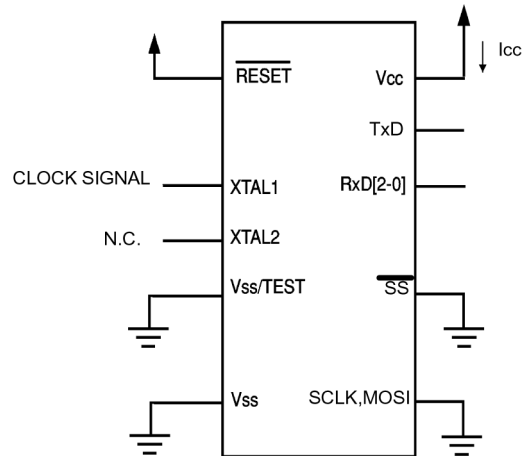 Icc
RESET
Vcc
TxD
CLOCK SIGNAL
XTAL1
RxD[2-0]
N.C.
XTAL2
Vss/TEST
SS
Vss
SCLK,MOSI